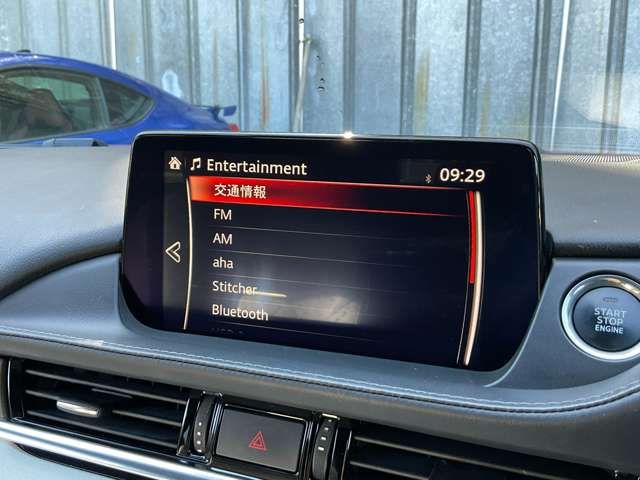 Entertainment 09:29
交通情報
FM
AM
aha
Stitcher
Bluetooth
START
STOP
ENGINE